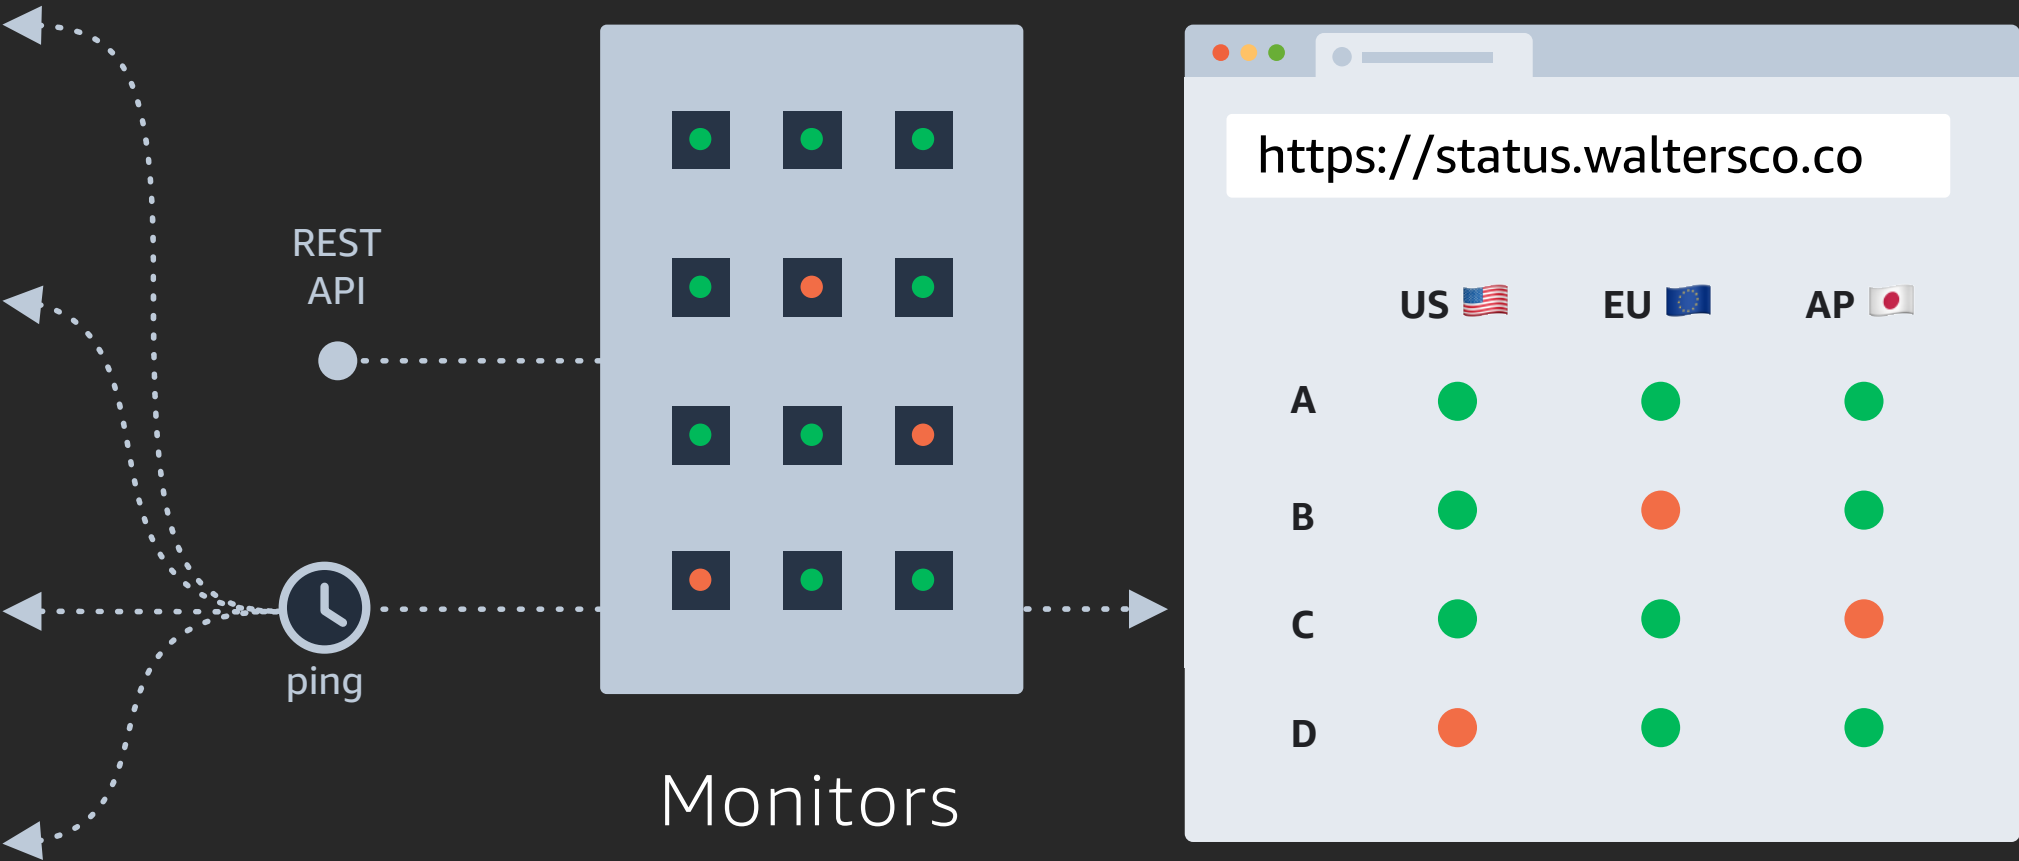 REST
API
ping
Monitors
https://status.waltersco.co
US EU AP
A
B
C
D